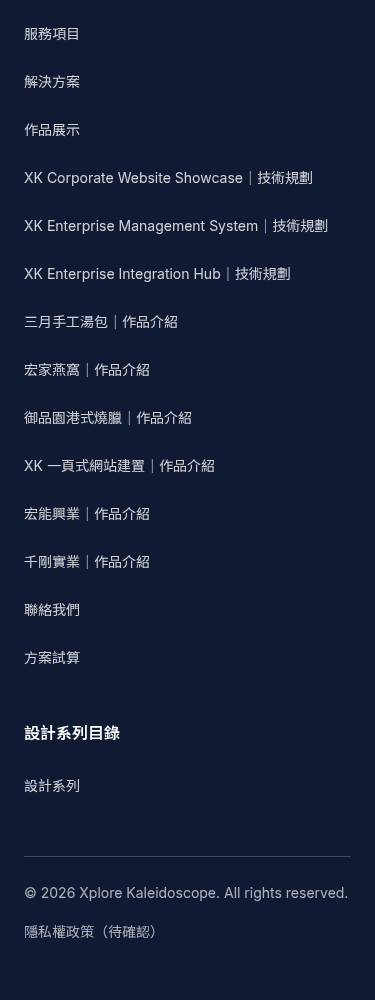 服務項目
解決方案
作品展示
XK Corporate Website Showcase｜技術規劃
XK Enterprise Management System｜技術規劃
XK Enterprise Integration Hub｜技術規劃
三月手工湯包｜作品介紹
宏家燕窩｜作品介紹
御品園港式燒臘｜作品介紹
XK 一頁式網站建置｜作品介紹
宏能興業｜作品介紹
千剛實業｜作品介紹
聯絡我們
方案試算
設計系列目錄
設計系列
© 2026 Xplore Kaleidoscope. All rights reserved.
隱私權政策（待確認）